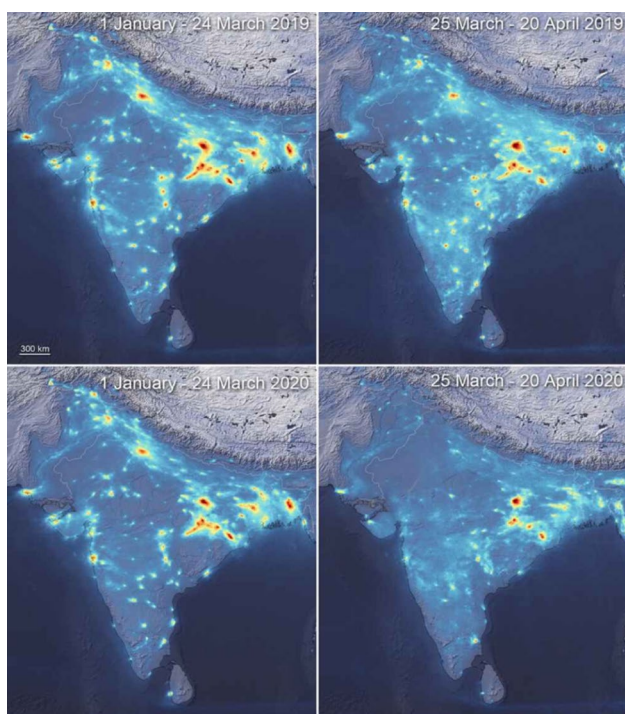 1 January - 24 March 2019
25 March - 20 April 2019
300 km
1 January - 24 March 2020
25 March - 20 April 2020